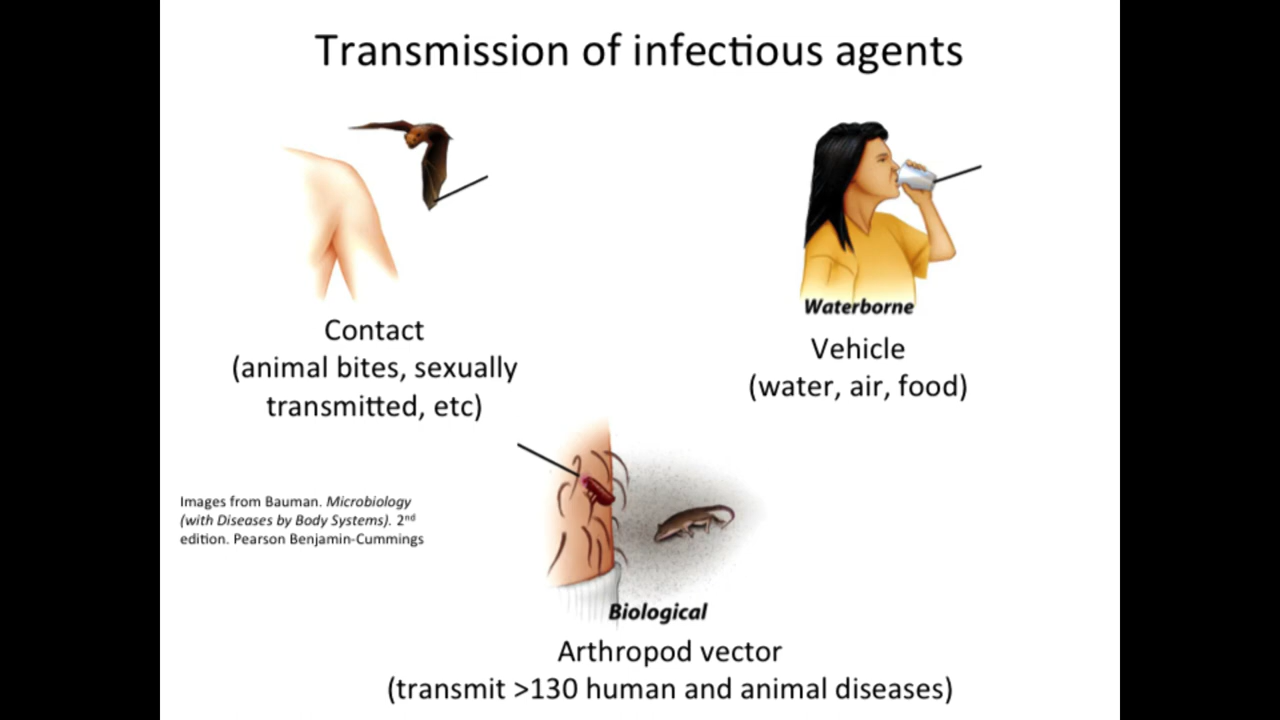 Transmission of infectious agents
Contact
(animal bites, sexually
transmitted, etc)
Waterborne
Vehicle
(water, air, food)
Images from Bauman. Microbiology
(with Diseases by Body Systems). 2nd
edition. Pearson Benjamin-Cummings
Biological
Arthropod vector
(transmit >130 human and animal diseases)